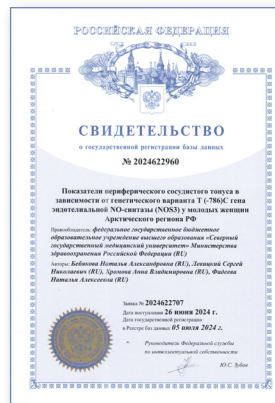 РОССИЙСКАЯ ФЕДЕРАЦИЯ
СВИДЕТЕЛЬСТВО
о государственной регистрации базы данных
№ 2024622960
Показатели периферического сосудистого тонуса в
зависимости от генетического варианта T (-786)C гена
эндотелиальной NO-синтазы (NOS3) у молодых женщин
Арктического региона РФ
Правообладатель: федеральное государственное бюджетное
образовательное учреждение высшего образования «Северный
государственный медицинский университет» Министерства
здравоохранения Российской Федерации (RU)
Авторы: Бебякова Наталья Александровна (RU), Левицкий Сергей
Николаевич (RU), Хромова Анна Владимировна (RU), Фадеева
Наталья Алексеевна (RU)
Заявка № 2024622707
Дата поступления 26 июня 2024 г.
Дата государственной регистрации
в Реестре баз данных 05 июля 2024 г.
Руководитель Федеральной службы
по интеллектуальной собственности
Ю.С. Зубов